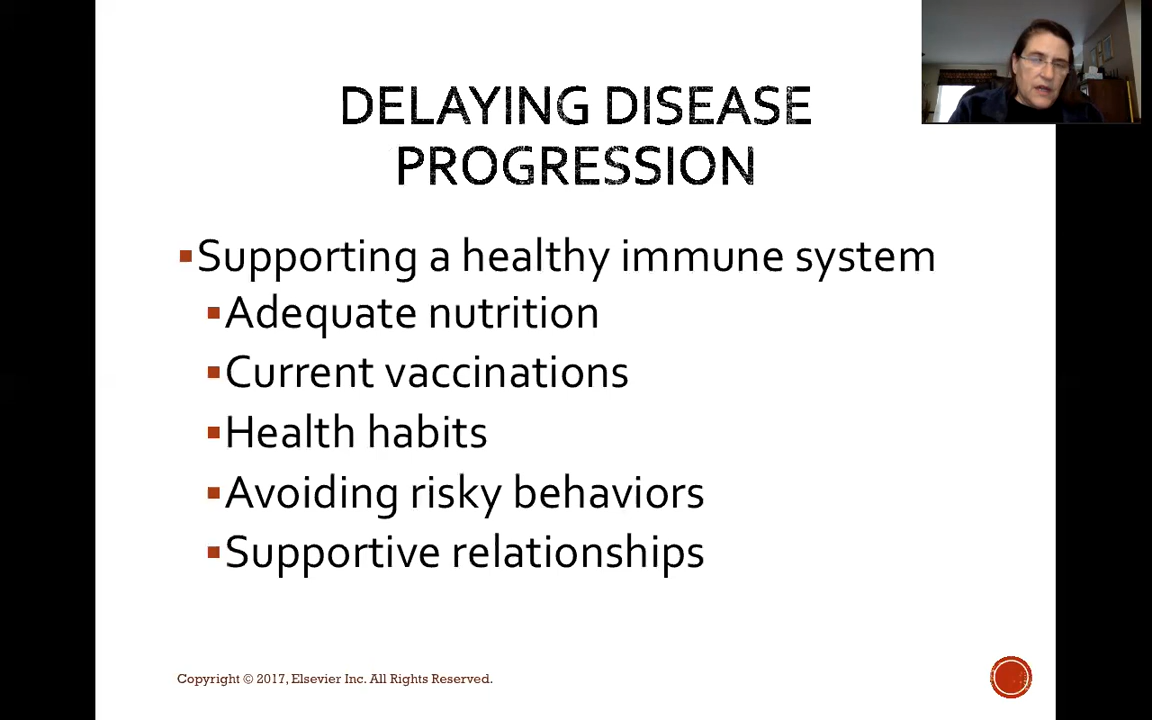 DELAYING DISEASE
PROGRESSION
▪Supporting a healthy immune system
▪Adequate nutrition
▪Current vaccinations
▪Health habits
▪Avoiding risky behaviors
▪Supportive relationships
Copyright © 2017, Elsevier Inc. All Rights Reserved.